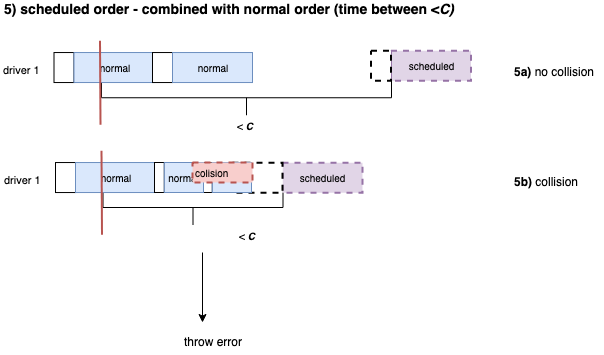 5) scheduled order - combined with normal order (time between <C)
driver 1
normal
normal
scheduled
5a) no collision
< C
driver 1
normal
norm
colision
scheduled
5b) collision
< C
throw error